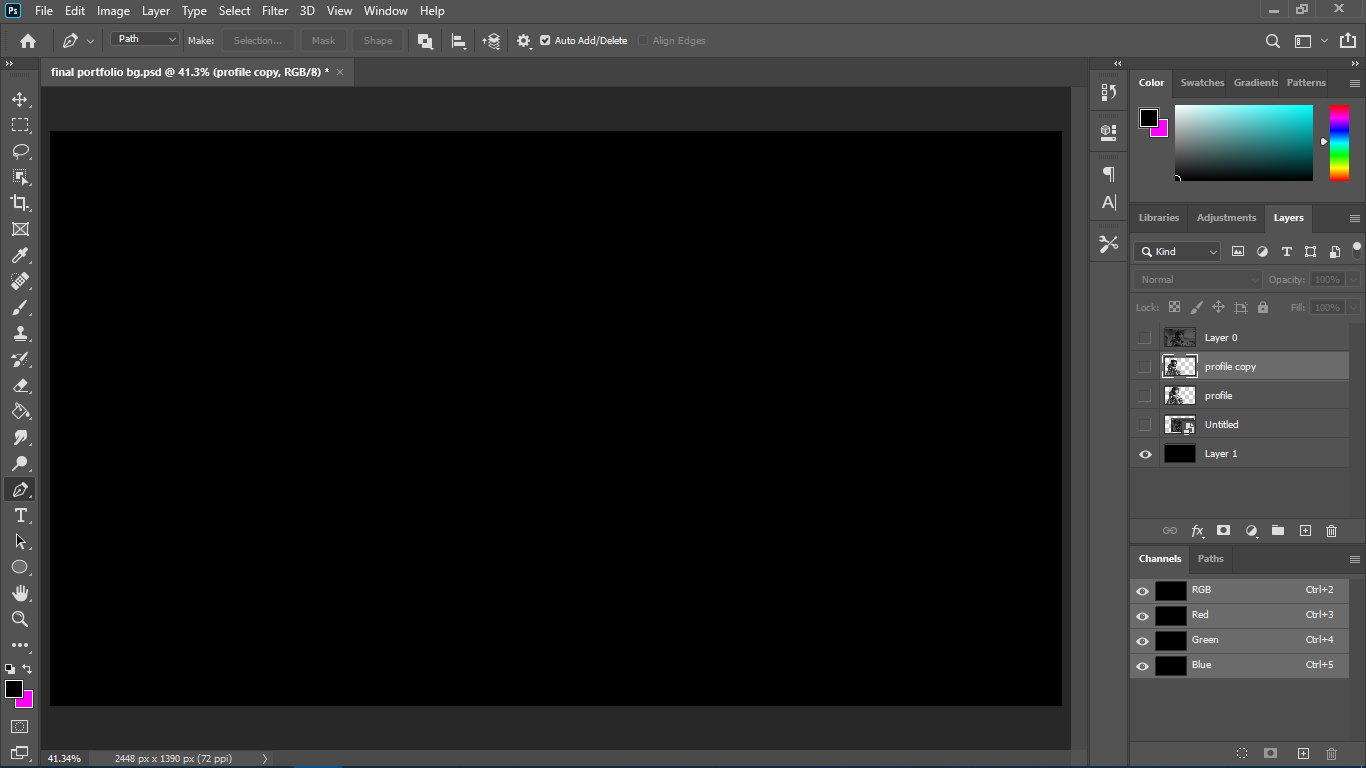 Ps File Edit Image Layer Type Select Filter 3D View Window Help
Path Make: Selection... Mask Shape Auto Add/Delete Align Edges
final portfolio bg.psd @ 41.3% (profile copy, RGB/8) *
Color Swatches Gradients Patterns
Libraries Adjustments Layers
Kind
Normal Opacity: 100%
Lock: Fill: 100%
Layer 0
profile copy
profile
Untitled
Layer 1
fx
Channels Paths
RGB Ctrl+2
Red Ctrl+3
Green Ctrl+4
Blue Ctrl+5
41.34% 2448 px x 1390 px (72 ppi)